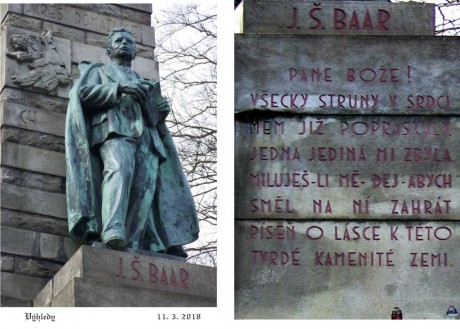 J. Š. BAAR
Výhledy
11. 3. 2018
J. Š. BAAR
PANE BOŽE!
VŠECKY STRUNY V SRDCI
MÉM JIŽ POPRASKALY
JEDNA JEDINÁ MI ZBYLA
MILUJEŠ-LI MĚ- DEJ- ABYCH
SMĚL NA NÍ ZAHRÁT
PÍSEŇ O LÁSCE K TÉTO
TVRDÉ KAMENITÉ ZEMI.